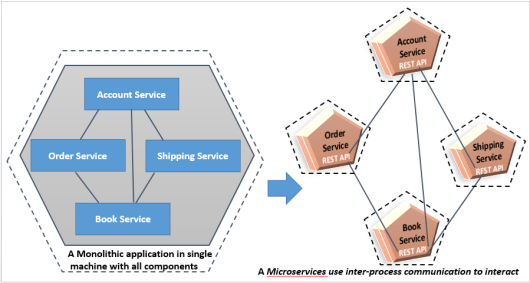 Account Service
Order Service
Shipping Service
Book Service
A Monolithic application in single
machine with all components
Account
Service
REST API
Order
Service
REST API
Shipping
Service
REST API
Book
Service
REST API
A Microservices use inter-process communication to interact